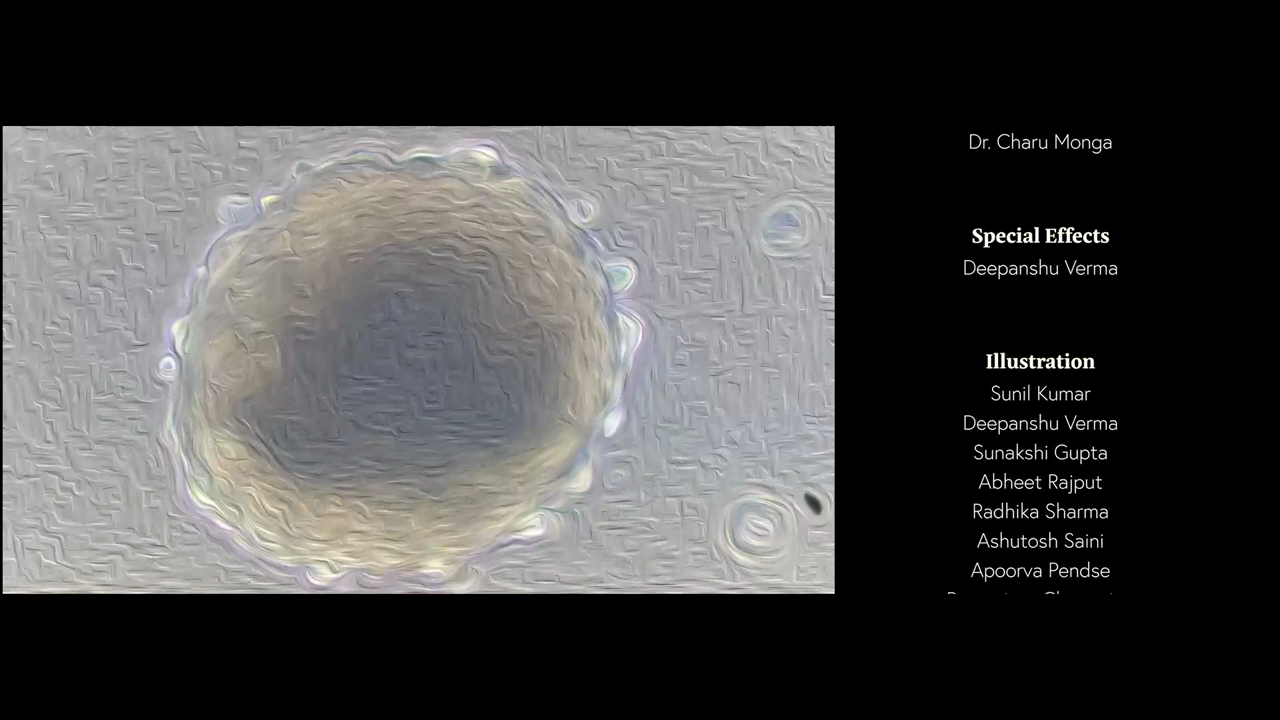 Dr. Charu Monga
Special Effects
Deepanshu Verma
Illustration
Sunil Kumar
Deepanshu Verma
Sunakshi Gupta
Abheet Rajput
Radhika Sharma
Ashutosh Saini
Apoorva Pendse